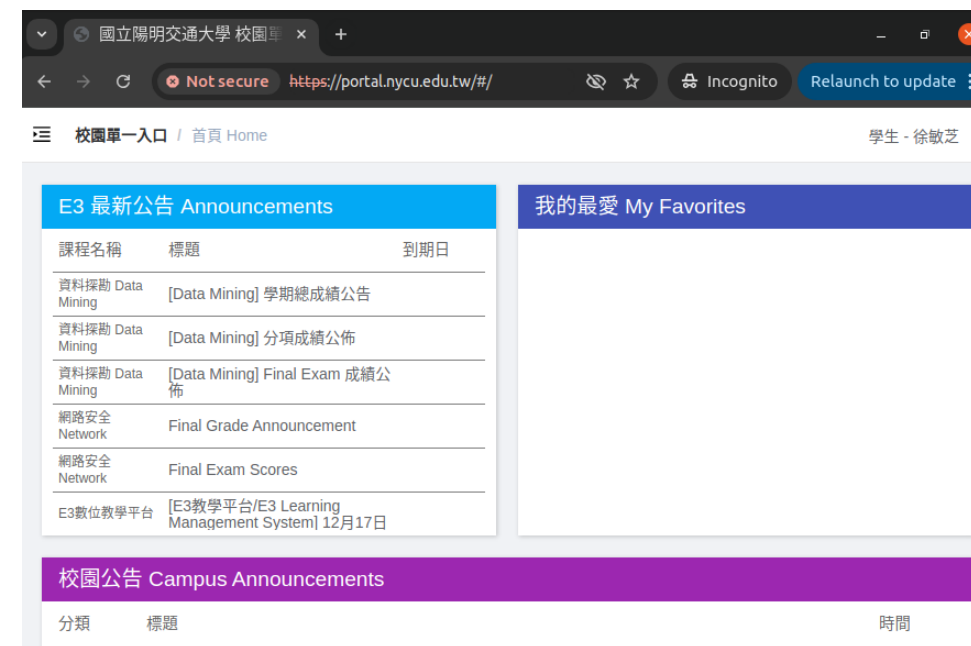 國立陽明交通大學 校園單
Not secure https://portal.nycu.edu.tw/#/ Incognito Relaunch to update
校園單一入口 / 首頁 Home 學生 - 徐敏芝
E3 最新公告 Announcements
課程名稱 標題 到期日
資料探勘 Data
Mining
[Data Mining] 學期總成績公告
資料探勘 Data
Mining
[Data Mining] 分項成績公佈
資料探勘 Data
Mining
[Data Mining] Final Exam 成績公
佈
網路安全
Network
Final Grade Announcement
網路安全
Network
Final Exam Scores
E3數位教學平台
[E3教學平台/E3 Learning
Management System] 12月17日
我的最愛 My Favorites
校園公告 Campus Announcements
分類 標題 時間